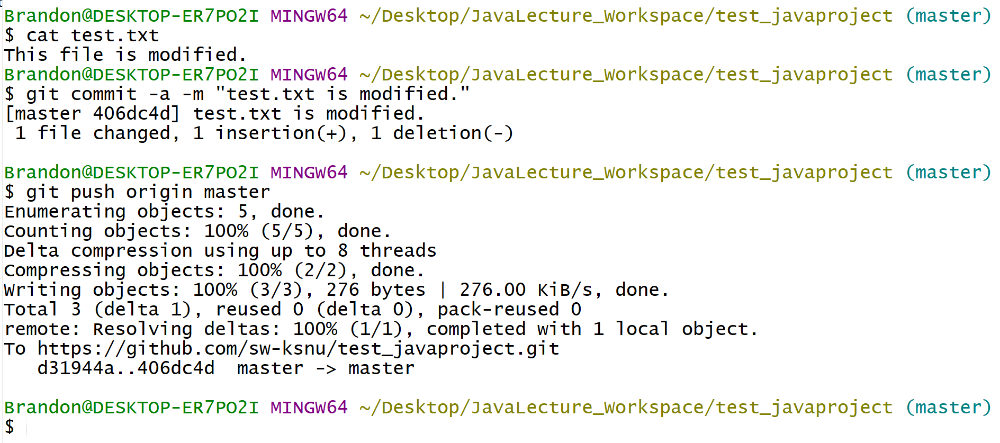 Brandon@DESKTOP-ER7PO2I MINGW64 ~/Desktop/JavaLecture_Workspace/test_javaproject (master)
$ cat test.txt
This file is modified.
Brandon@DESKTOP-ER7PO2I MINGW64 ~/Desktop/JavaLecture_Workspace/test_javaproject (master)
$ git commit -a -m "test.txt is modified."
[master 406dc4d] test.txt is modified.
 1 file changed, 1 insertion(+), 1 deletion(-)
Brandon@DESKTOP-ER7PO2I MINGW64 ~/Desktop/JavaLecture_Workspace/test_javaproject (master)
$ git push origin master
Enumerating objects: 5, done.
Counting objects: 100% (5/5), done.
Delta compression using up to 8 threads
Compressing objects: 100% (2/2), done.
Writing objects: 100% (3/3), 276 bytes | 276.00 KiB/s, done.
Total 3 (delta 1), reused 0 (delta 0), pack-reused 0
remote: Resolving deltas: 100% (1/1), completed with 1 local object.
To https://github.com/sw-ksnu/test_javaproject.git
   d31944a..406dc4d  master -> master
Brandon@DESKTOP-ER7PO2I MINGW64 ~/Desktop/JavaLecture_Workspace/test_javaproject (master)
$